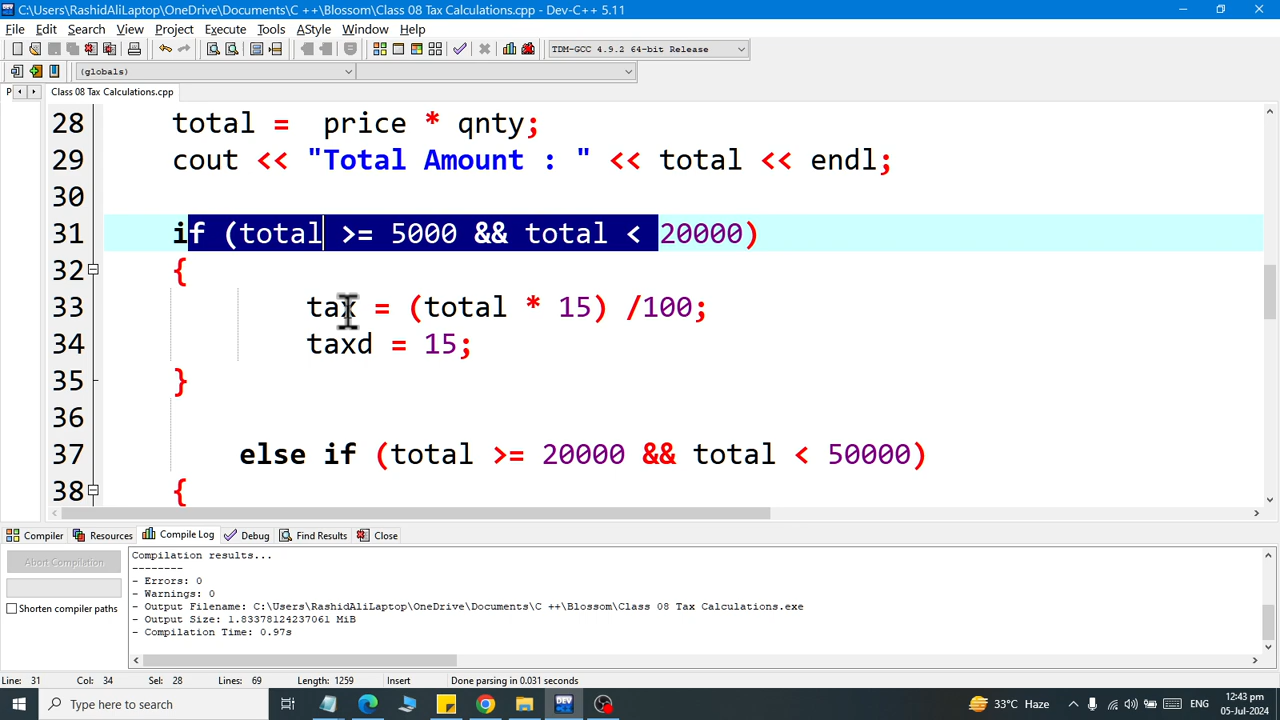 C:\Users\RashidAliLaptop\OneDrive\Documents\C ++\Blossom\Class 08 Tax Calculations.cpp - Dev-C++ 5.11
File Edit Search View Project Execute Tools AStyle Window Help
TDM-GCC 4.9.2 64-bit Release
(globals)
P Class 08 Tax Calculations.cpp
28 total =  price * qnty;
29 cout << "Total Amount : " << total << endl;
30
31 if (total >= 5000 && total < 20000)
32 {
33 tax = (total * 15) /100;
34 taxd = 15;
35 }
36
37 else if (total >= 20000 && total < 50000)
38 {
Compiler Resources Compile Log Debug Find Results Close
Abort Compilation
Shorten compiler paths
Compilation results...
--------
- Errors: 0
- Warnings: 0
- Output Filename: C:\Users\RashidAliLaptop\OneDrive\Documents\C ++\Blossom\Class 08 Tax Calculations.exe
- Output Size: 1.83378124237061 MiB
- Compilation Time: 0.97s
Line: 31 Col: 34 Sel: 28 Lines: 69 Length: 1259 Insert Done parsing in 0.031 seconds
Type here to search
33°C Haze
ENG
12:43 pm
05-Jul-2024